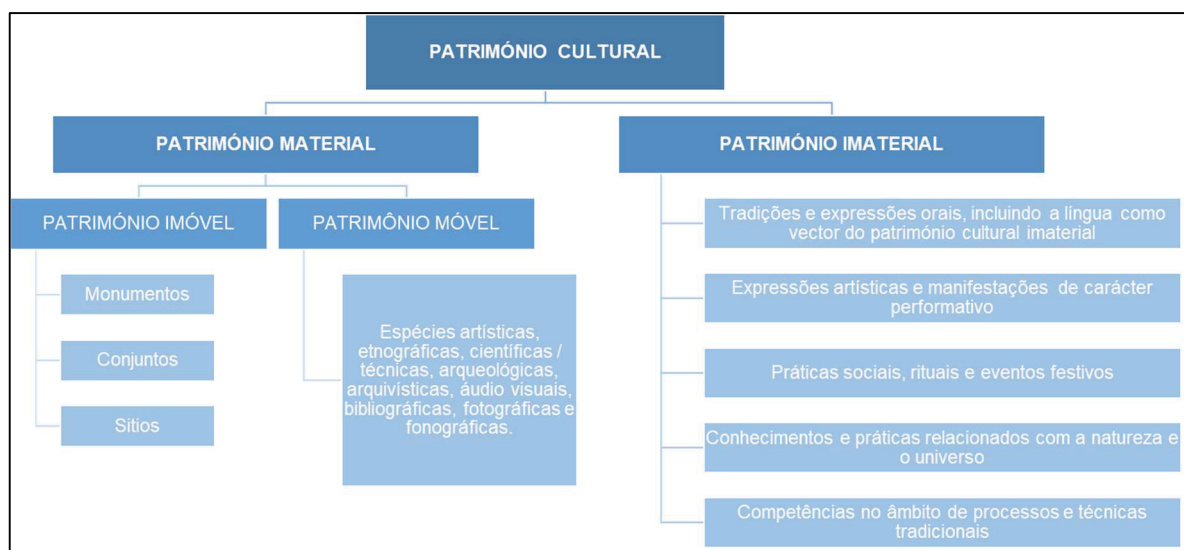 PATRIMÓNIO CULTURAL
PATRIMÓNIO MATERIAL
PATRIMÓNIO IMATERIAL
PATRIMÓNIO IMÓVEL
PATRIMÔNIO MÓVEL
Monumentos
Conjuntos
Sitios
Espécies artísticas,
etnográficas, científicas /
técnicas, arqueológicas,
arquivísticas, áudio visuais,
bibliográficas, fotográficas e
fonográficas.
Tradições e expressões orais, incluindo a língua como
vector do património cultural imaterial
Expressões artísticas e manifestações de carácter
performativo
Práticas sociais, rituais e eventos festivos
Conhecimentos e práticas relacionados com a natureza e
o universo
Competências no âmbito de processos e técnicas
tradicionais